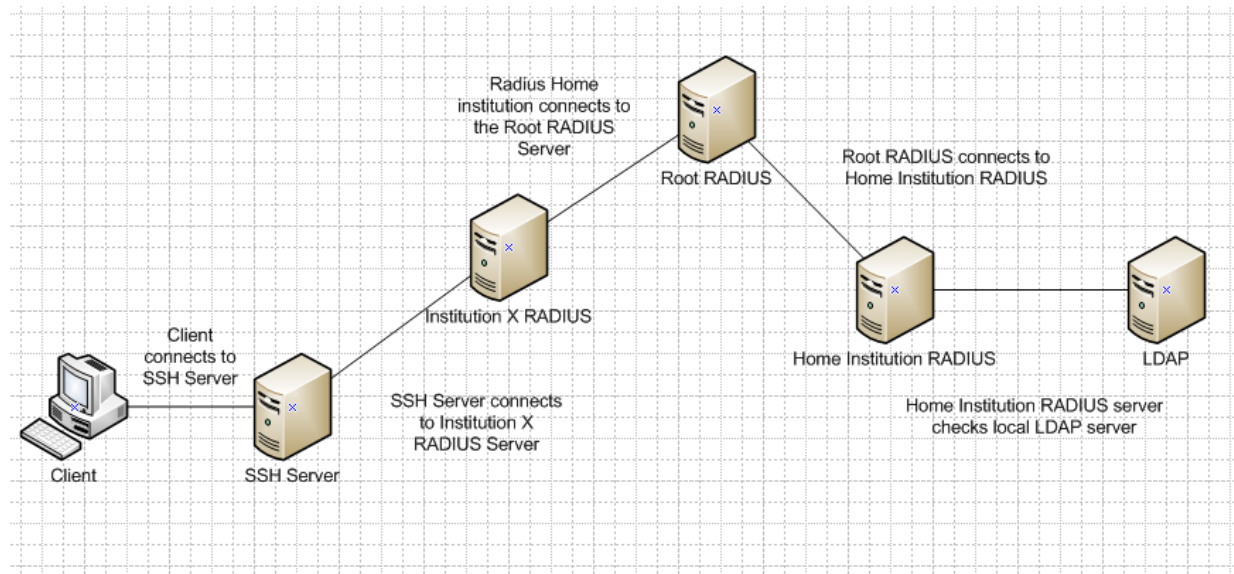 Radius Home
institution connects to
the Root RADIUS
Server
Root RADIUS
Root RADIUS connects to
Home Institution RADIUS
Institution X RADIUS
Client
connects to
SSH Server
Home Institution RADIUS
LDAP
SSH Server connects
to Institution X
RADIUS Server
Home Institution RADIUS server
checks local LDAP server
Client
SSH Server